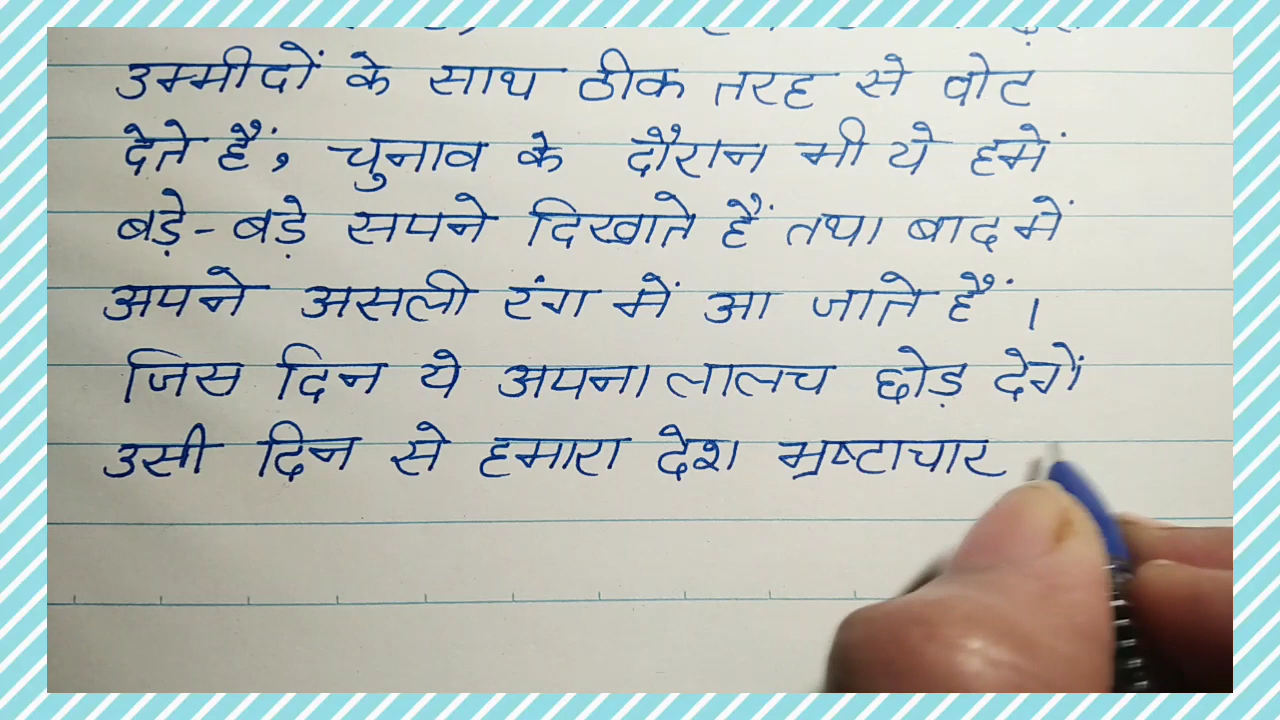 उम्मीदों के साथ ठीक तरह से वोट
देते हैं, चुनाव के दौरान भी ये हमें
बड़े-बड़े सपने दिखाते हैं तथा बाद में
अपने असली रंग में आ जाते हैं ।
जिस दिन ये अपना लालच छोड़ देगें
उसी दिन से हमारा देश भ्रष्टाचार